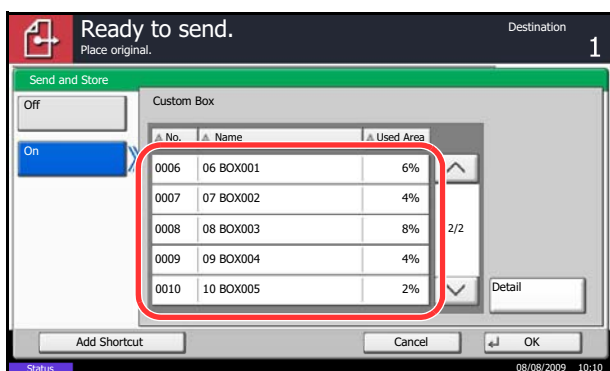 Ready to send.
Destination
Place original.
1
Send and Store
Off
Custom Box
No. Name Used Area
On
0006 06 BOX001 6%
0007 07 BOX002 4%
0008 08 BOX003 8%
2/2
0009 09 BOX004 4%
0010 10 BOX005 2%
Detail
Add Shortcut
Cancel
OK
Status
08/08/2009 10:10